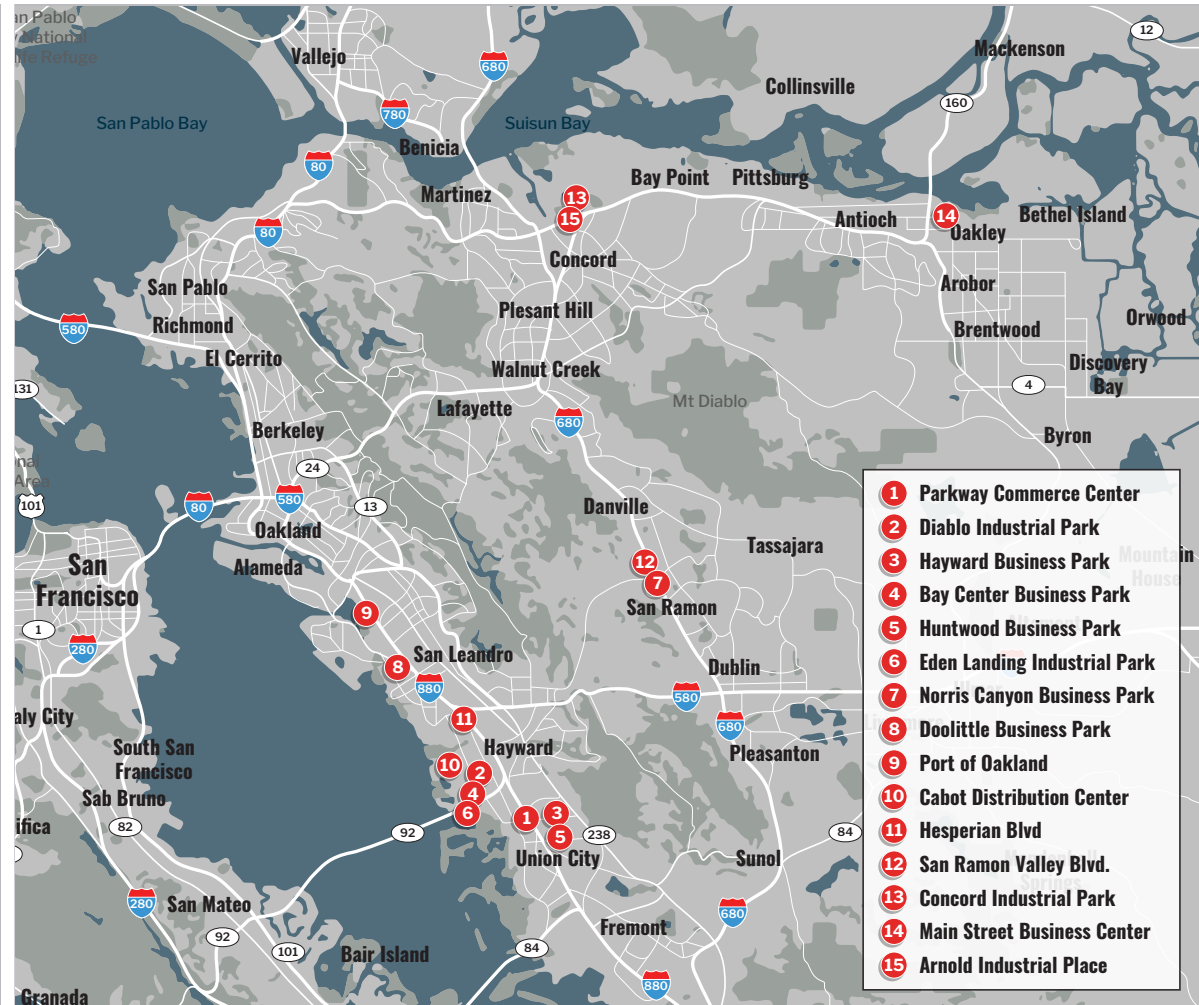 an Pablo
National
Refuge
Vallejo
680
Mackenson
12
Collinsville
160
780
San Pablo Bay
Suisun Bay
Benicia
80
Martinez
Bay Point
Pittsburg
13
15
Antioch
14
Oakley
Bethel Island
80
Concord
San Pablo
Arobor
Plesant Hill
580
Richmond
Brentwood
Orwood
El Cerrito
Walnut Creek
Discovery
Bay
4
131
Lafayette
Mt Diablo
680
Berkeley
Byron
nal
Area
24
101
80
580
13
Danville
Oakland
Tassajara
San
Francisco
Alameda
12
7
San Ramon
9
1
280
San Leandro
8
880
Dublin
580
680
11
aly City
Hayward
Pleasanton
South San
Francisco
10
2
4
6
Sab Bruno
1
3
5
238
ifica
82
92
84
Union City
Sunol
280
San Mateo
680
92
101
Bair Island
84
Fremont
880
Granada
1 Parkway Commerce Center
2 Diablo Industrial Park
3 Hayward Business Park
4 Bay Center Business Park
5 Huntwood Business Park
6 Eden Landing Industrial Park
7 Norris Canyon Business Park
8 Doolittle Business Park
9 Port of Oakland
10 Cabot Distribution Center
11 Hesperian Blvd
12 San Ramon Valley Blvd.
13 Concord Industrial Park
14 Main Street Business Center
15 Arnold Industrial Place
Mountain
House
Springs